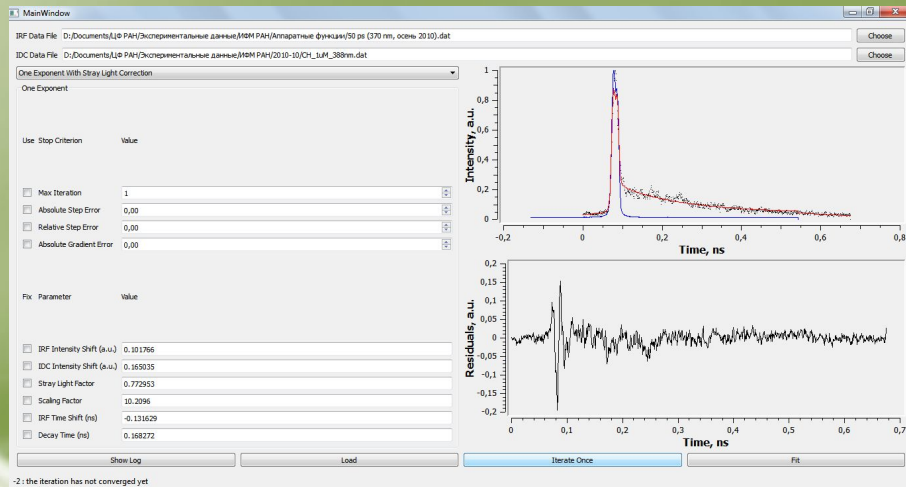 MainWindow
IRF Data File D:/Documents/ЦФ РАН/Экспериментальные данные/ИФМ РАН/Аппаратные функции/50 ps (370 nm, осень 2010).dat Choose
IDC Data File D:/Documents/ЦФ РАН/Экспериментальные данные/ИФМ РАН/2010-10/CH_1uM_388nm.dat Choose
One Exponent With Stray Light Correction
One Exponent
Use Stop Criterion Value
Max Iteration 1
Absolute Step Error 0,00
Relative Step Error 0,00
Absolute Gradient Error 0,00
Fix Parameter Value
IRF Intensity Shift (a.u.) 0.101766
IDC Intensity Shift (a.u.) 0.165035
Stray Light Factor 0.772953
Scaling Factor 10.2096
IRF Time Shift (ns) -0.131629
Decay Time (ns) 0.168272
Intensity, a.u.
1
0,8
0,6
0,4
0,2
0
-0,2 0 0,2 0,4 0,6 0,8
Time, ns
Residuals, a.u.
0,2
0,15
0,1
0,05
0
-0,05
-0,1
-0,15
-0,2
0 0,1 0,2 0,3 0,4 0,5 0,6 0,7
Time, ns
Show Log Load Iterate Once Fit
-2 : the iteration has not converged yet